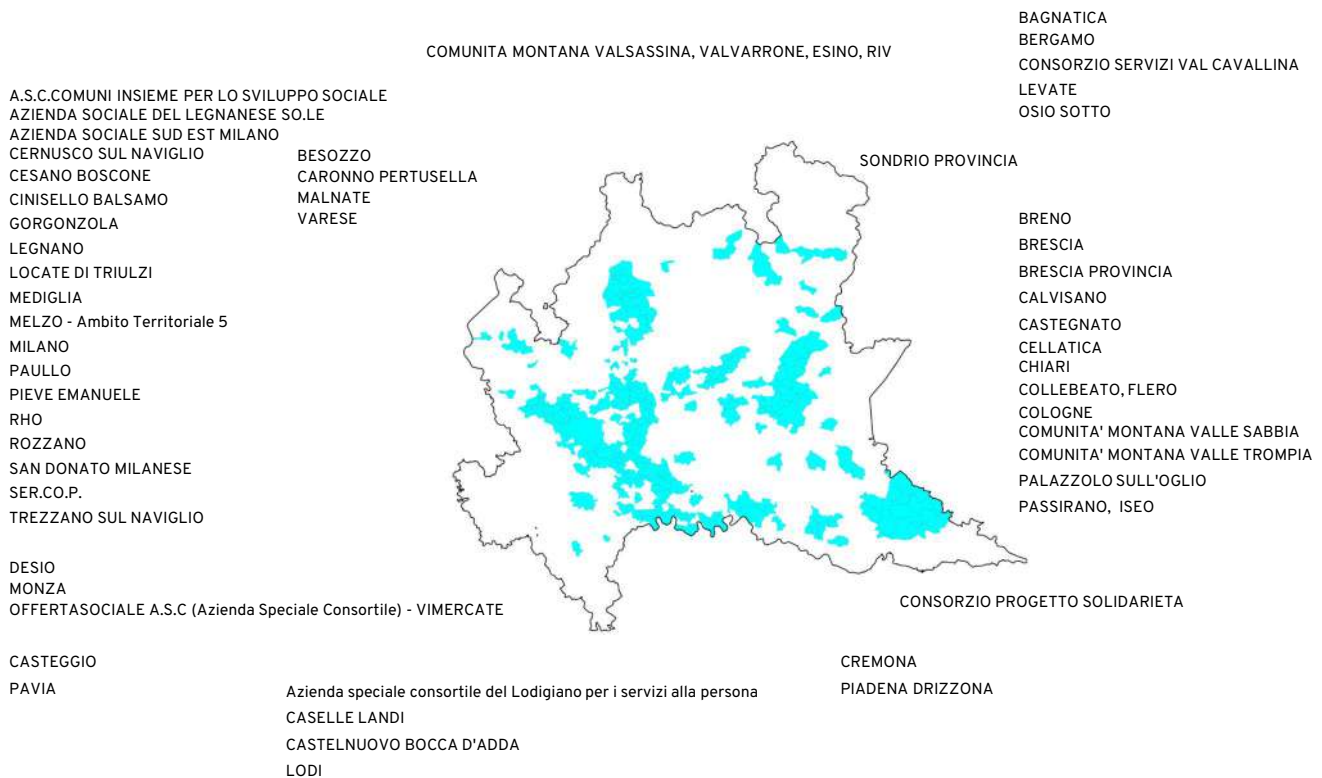 COMUNITA MONTANA VALSASSINA, VALVARRONE, ESINO, RIV
BAGNATICA
BERGAMO
CONSORZIO SERVIZI VAL CAVALLINA
LEVATE
OSIO SOTTO
A.S.C.COMUNI INSIEME PER LO SVILUPPO SOCIALE
AZIENDA SOCIALE DEL LEGNANESE SO.LE
AZIENDA SOCIALE SUD EST MILANO
CERNUSCO SUL NAVIGLIO
CESANO BOSCONE
CINISELLO BALSAMO
GORGONZOLA
LEGNANO
LOCATE DI TRIULZI
MEDIGLIA
MELZO - Ambito Territoriale 5
MILANO
PAULLO
PIEVE EMANUELE
RHO
ROZZANO
SAN DONATO MILANESE
SER.CO.P.
TREZZANO SUL NAVIGLIO
BESOZZO
CARONNO PERTUSELLA
MALNATE
VARESE
SONDRIO PROVINCIA
BRENO
BRESCIA
BRESCIA PROVINCIA
CALVISANO
CASTEGNATO
CELLATICA
CHIARI
COLLEBEATO, FLERO
COLOGNE
COMUNITA' MONTANA VALLE SABBIA
COMUNITA' MONTANA VALLE TROMPIA
PALAZZOLO SULL'OGLIO
PASSIRANO, ISEO
DESIO
MONZA
OFFERTASOCIALE A.S.C (Azienda Speciale Consortile) - VIMERCATE
CONSORZIO PROGETTO SOLIDARIETA
CASTEGGIO
PAVIA
Azienda speciale consortile del Lodigiano per i servizi alla persona
CASELLE LANDI
CASTELNUOVO BOCCA D'ADDA
LODI
CREMONA
PIADENA DRIZZONA